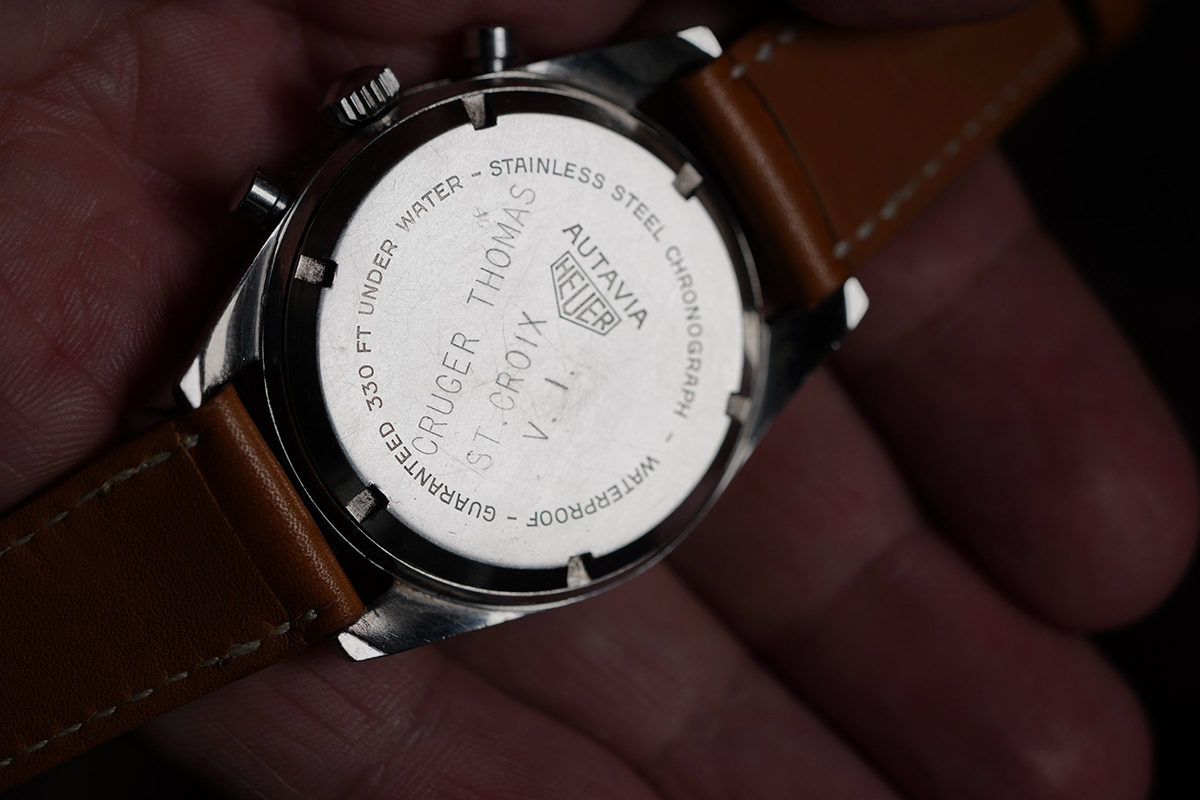 STAINLESS STEEL CHRONOGRAPH - WATERPROOF - GUARANTEED 330 FT UNDER WATER -
AUTAVIA
HEUER
CRUGER THOMAS
ST. CROIX
V. I.